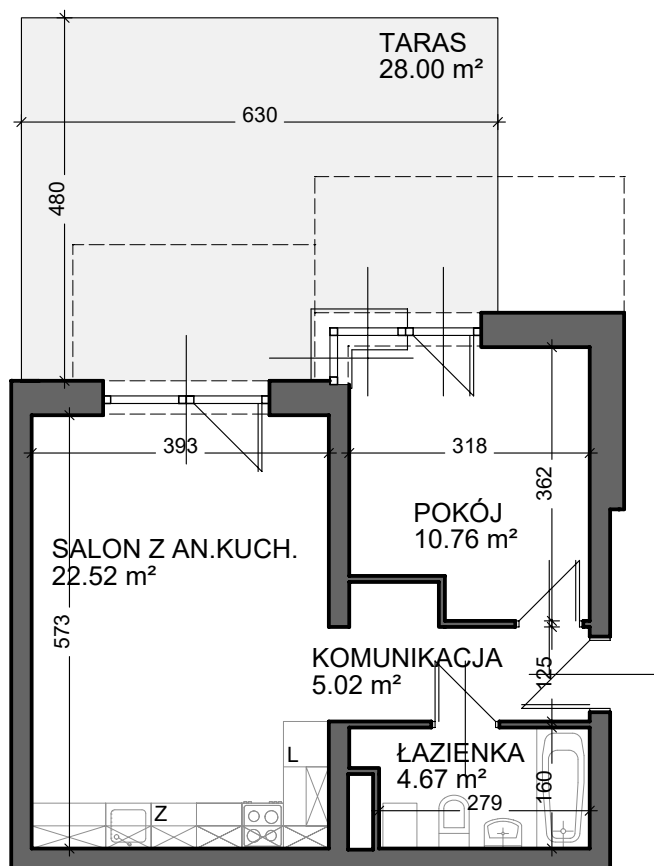 TARAS
28.00 m²
630
480
393
318
362
POKÓJ
10.76 m²
SALON Z AN.KUCH.
22.52 m²
573
KOMUNIKACJA
5.02 m²
125
L
ŁAZIENKA
4.67 m²
279
160
Z